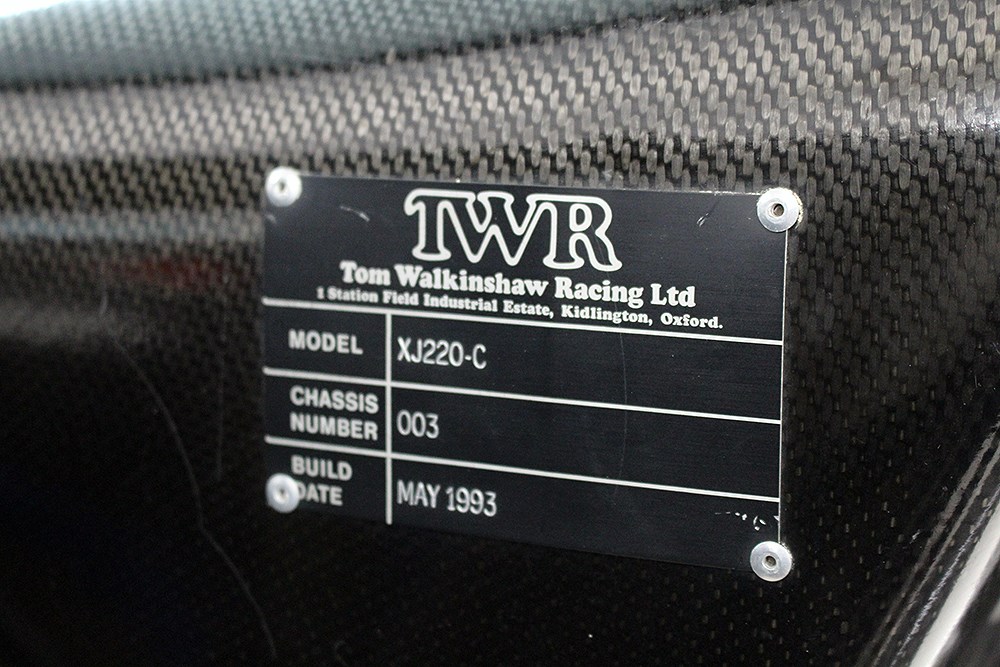 TWR
Tom Walkinshaw Racing Ltd
1 Station Field Industrial Estate, Kidlington, Oxford.
MODEL XJ220-C
CHASSIS
NUMBER 003
BUILD
DATE MAY 1993